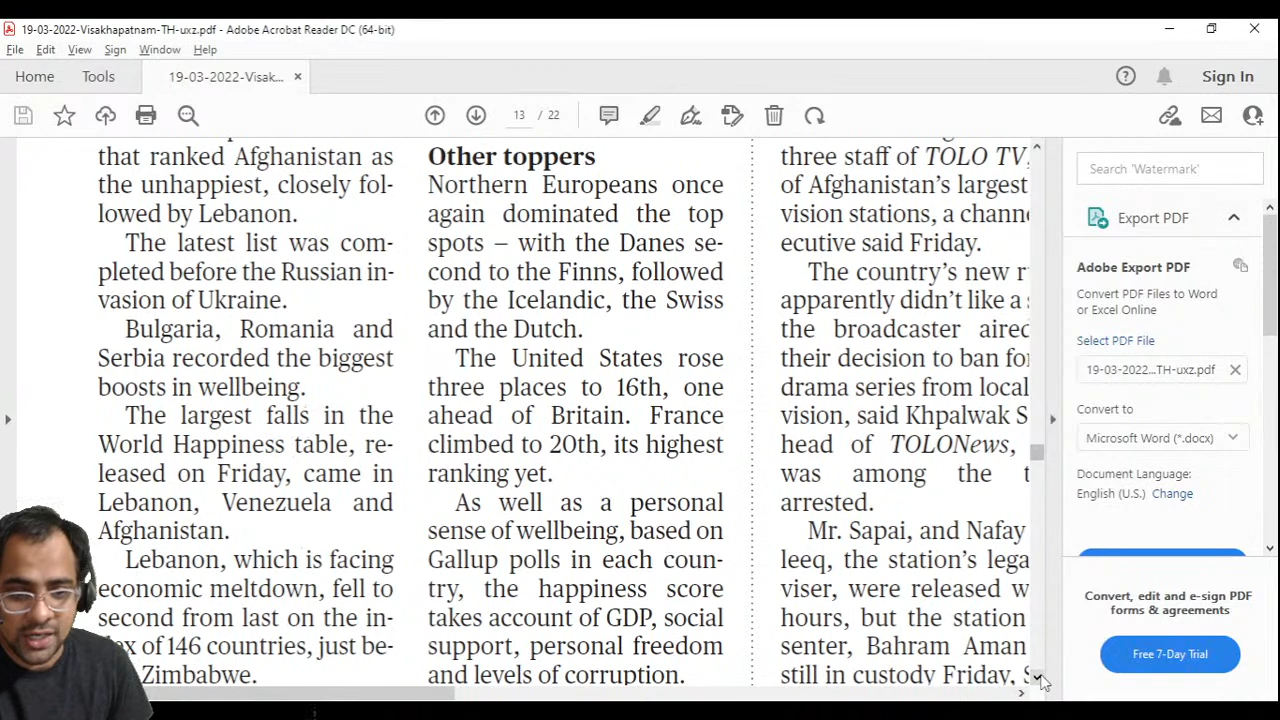 19-03-2022-Visakhapatnam-TH-uxz.pdf - Adobe Acrobat Reader DC (64-bit)
File Edit View Sign Window Help
Home Tools 19-03-2022-Visak... ×
Sign In
13 / 22
that ranked Afghanistan as
the unhappiest, closely fol-
lowed by Lebanon.
The latest list was com-
pleted before the Russian in-
vasion of Ukraine.
Bulgaria, Romania and
Serbia recorded the biggest
boosts in wellbeing.
The largest falls in the
World Happiness table, re-
leased on Friday, came in
Lebanon, Venezuela and
Afghanistan.
Lebanon, which is facing
economic meltdown, fell to
second from last on the in-
of 146 countries, just be-
Zimbabwe.
Other toppers
Northern Europeans once
again dominated the top
spots – with the Danes se-
cond to the Finns, followed
by the Icelandic, the Swiss
and the Dutch.
The United States rose
three places to 16th, one
ahead of Britain. France
climbed to 20th, its highest
ranking yet.
As well as a personal
sense of wellbeing, based on
Gallup polls in each coun-
try, the happiness score
takes account of GDP, social
support, personal freedom
and levels of corruption.
three staff of TOLO TV,
of Afghanistan's largest
vision stations, a chann
ecutive said Friday.
The country's new r
apparently didn't like a
the broadcaster aired
their decision to ban fo
drama series from local
vision, said Khpalwak S
head of TOLONews,
was among the t
arrested.
Mr. Sapai, and Nafay
leeq, the station's lega
viser, were released w
hours, but the station
senter, Bahram Aman
still in custody Friday, S
Search 'Watermark'
Export PDF
Adobe Export PDF
Convert PDF Files to Word
or Excel Online
Select PDF File
19-03-2022...TH-uxz.pdf
Convert to
Microsoft Word (*.docx)
Document Language:
English (U.S.) Change
Convert, edit and e-sign PDF
forms & agreements
Free 7-Day Trial